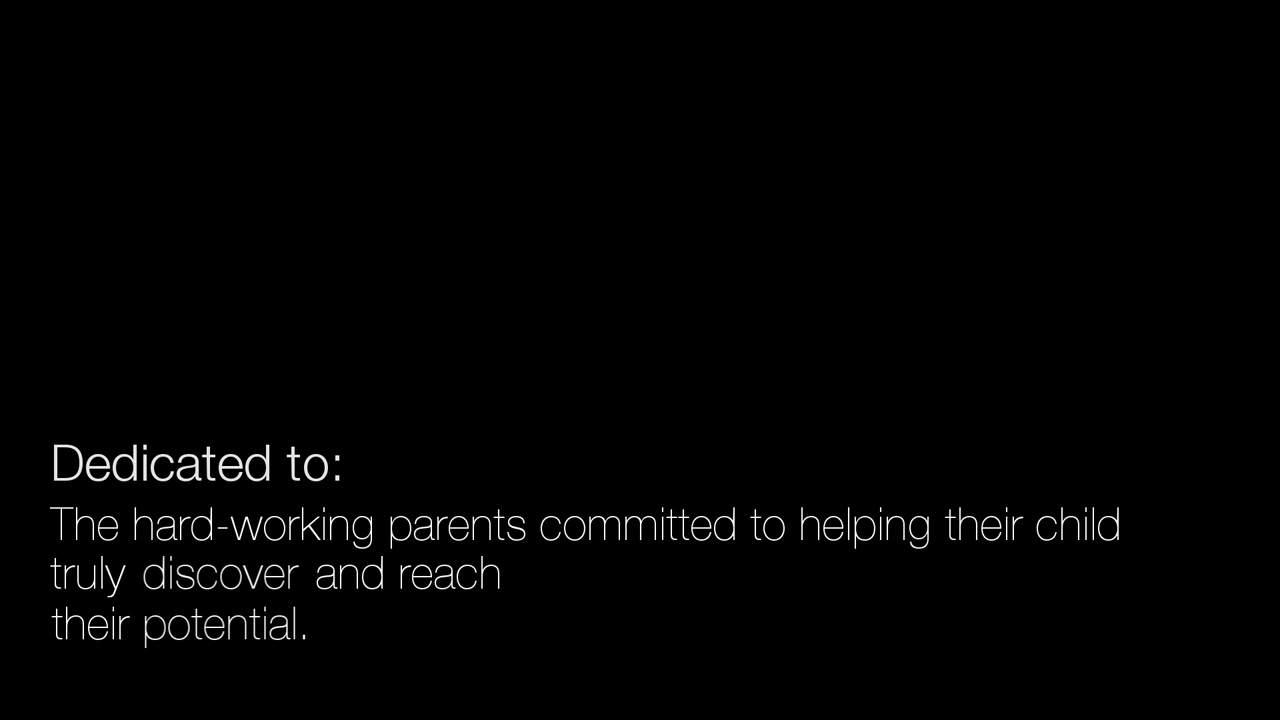 Dedicated to:
The hard-working parents committed to helping their child
truly discover and reach
their potential.